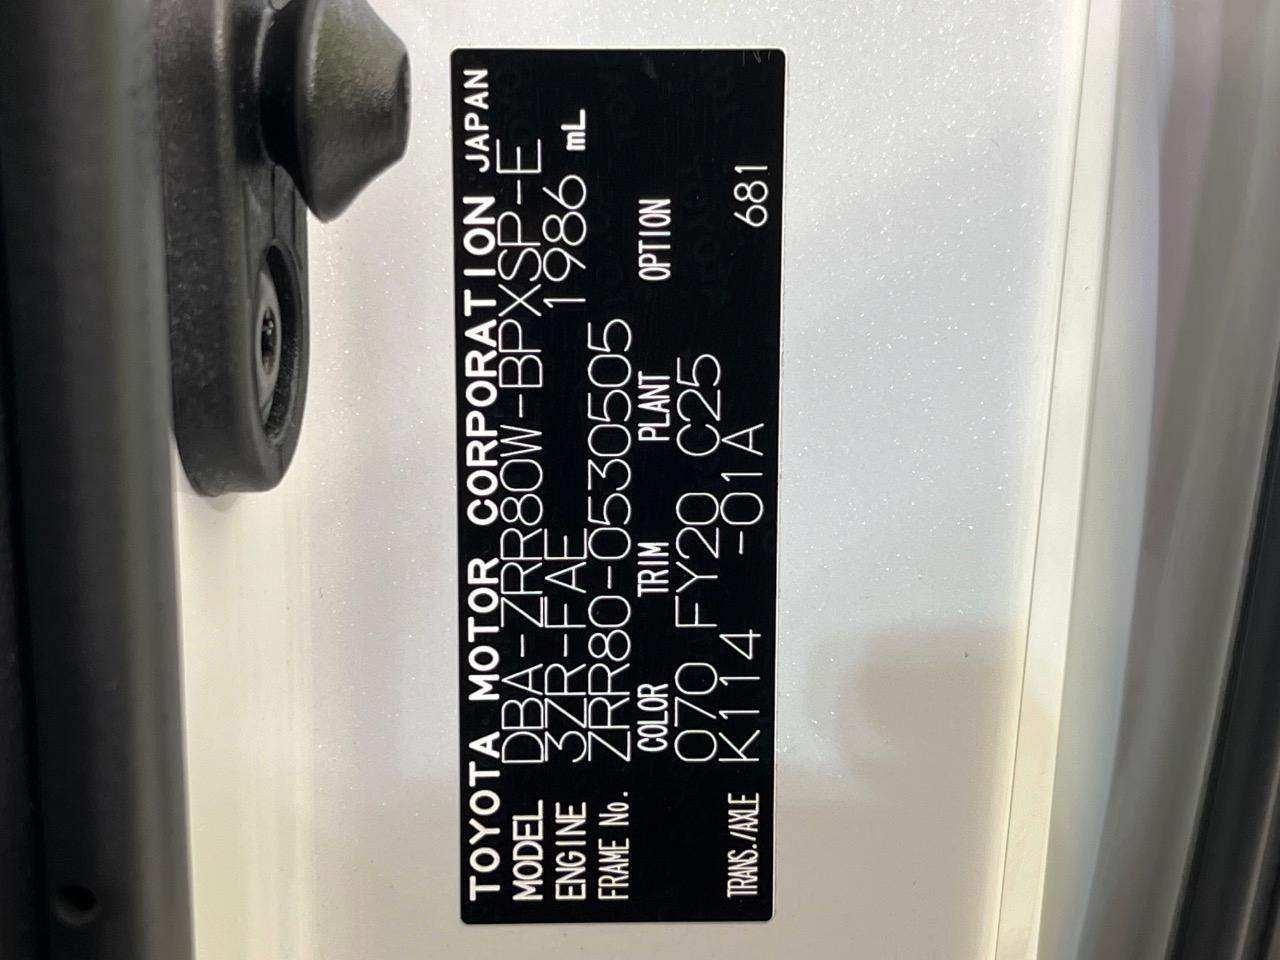 TOYOTA MOTOR CORPORATION JAPAN
MODEL DBA-ZRR80W-BPXSP-E
ENGINE 3ZR-FAE 1986 mL
FRAME No. ZRR80-0530505
COLOR TRIM PLANT OPTION
070 FY20 C25
TRANS./AXLE K114 -01A 681